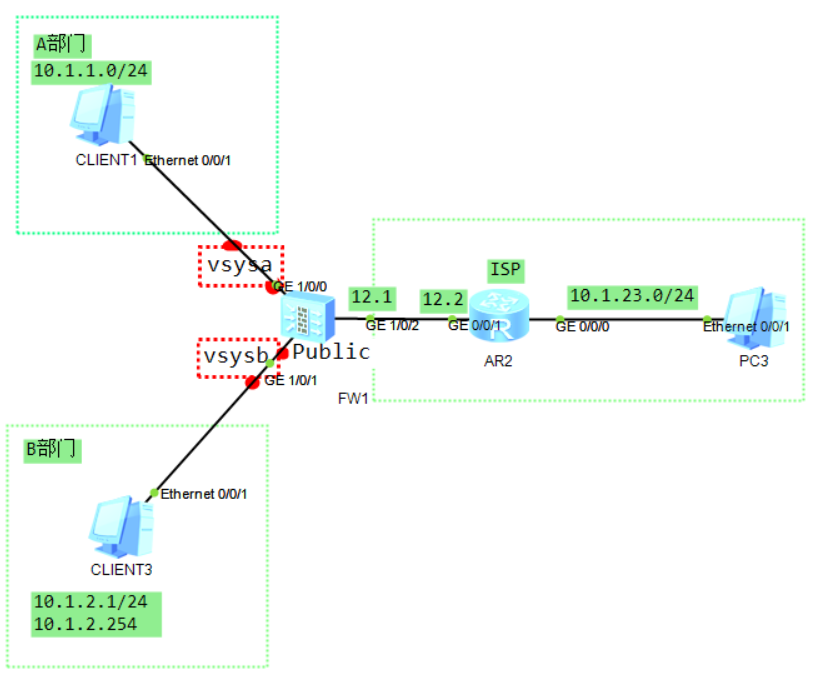 A部门
10.1.1.0/24
CLIENT1
Ethernet 0/0/1
vsysa
GE 1/0/0
12.1
GE 1/0/2
12.2
GE 0/0/1
ISP
AR2
10.1.23.0/24
GE 0/0/0
Ethernet 0/0/1
PC3
vsysb
Public
GE 1/0/1
FW1
B部门
Ethernet 0/0/1
CLIENT3
10.1.2.1/24
10.1.2.254